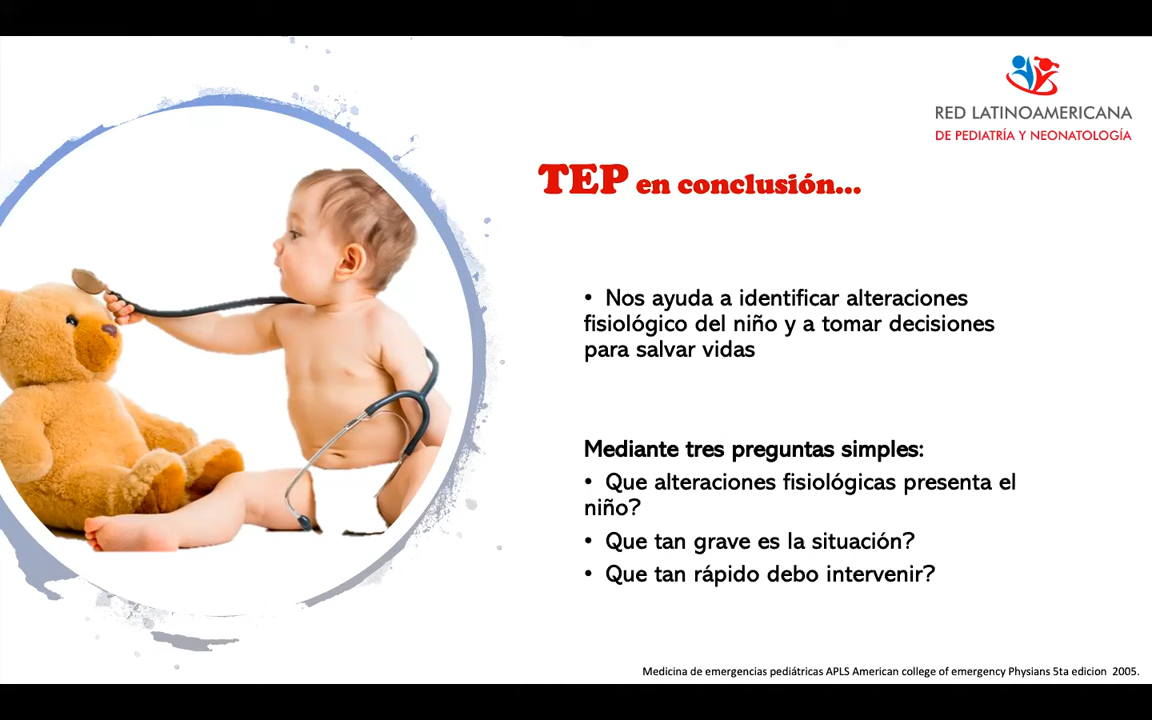 RED LATINOAMERICANA
DE PEDIATRÍA Y NEONATOLOGÍA
TEP en conclusión...
• Nos ayuda a identificar alteraciones
fisiológico del niño y a tomar decisiones
para salvar vidas
Mediante tres preguntas simples:
• Que alteraciones fisiológicas presenta el
niño?
• Que tan grave es la situación?
• Que tan rápido debo intervenir?
Medicina de emergencias pediátricas APLS American college of emergency Physians 5ta edicion 2005.